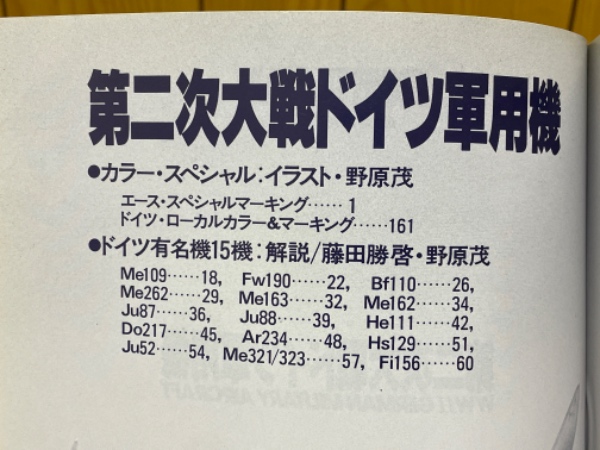 第二次大戦ドイツ軍用機
●カラー・スペシャル:イラスト・野原茂
エース・スペシャルマーキング…… 1
ドイツ・ローカルカラー&マーキング……161
●ドイツ有名機15機:解説/藤田勝啓・野原茂
Me109……18, Fw190……22, Bf110……26,
Me262……29, Me163……32, Me162……34,
Ju87……36, Ju88……39, He111……42,
Do217……45, Ar234……48, Hs129……51,
Ju52……54, Me321/323……57, Fi156……60